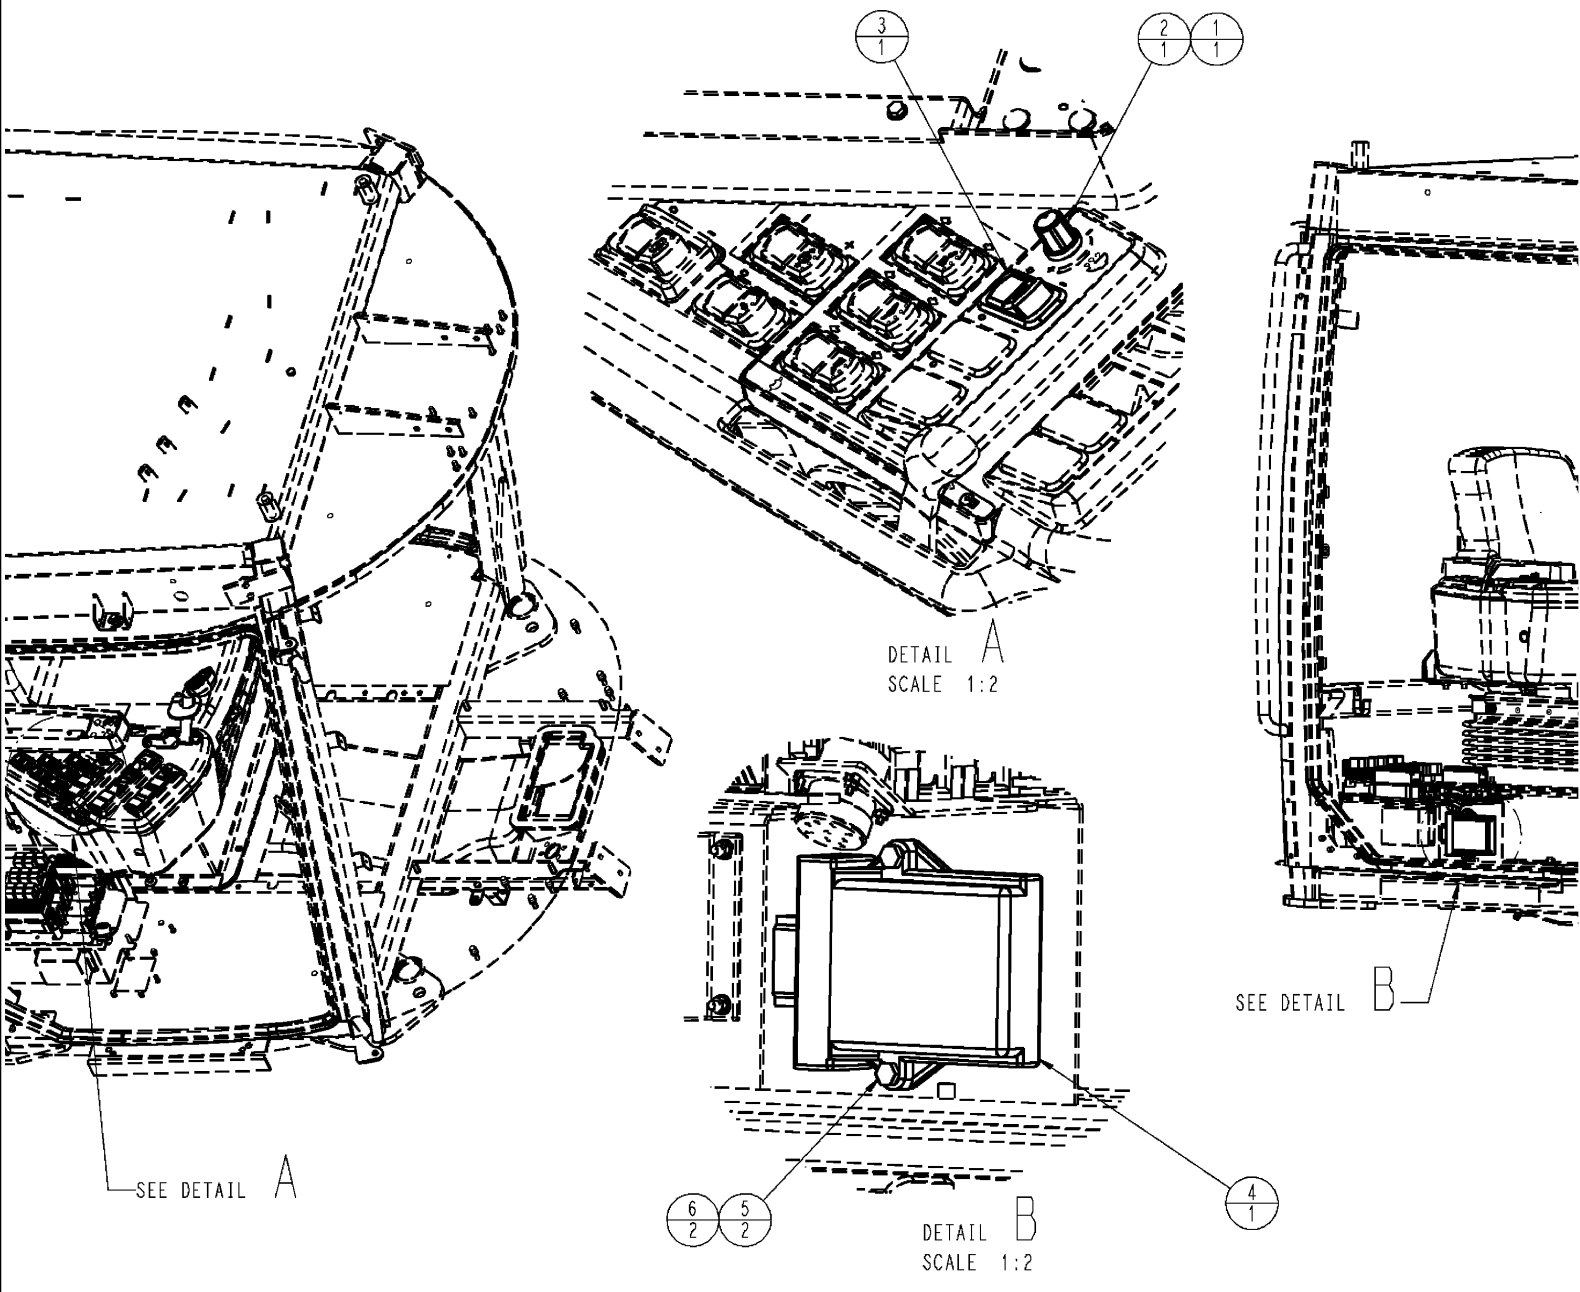 3
1
2 1
1 1
DETAIL A
SCALE 1:2
SEE DETAIL B
SEE DETAIL A
6 5
2 2
4
1
DETAIL B
SCALE 1:2